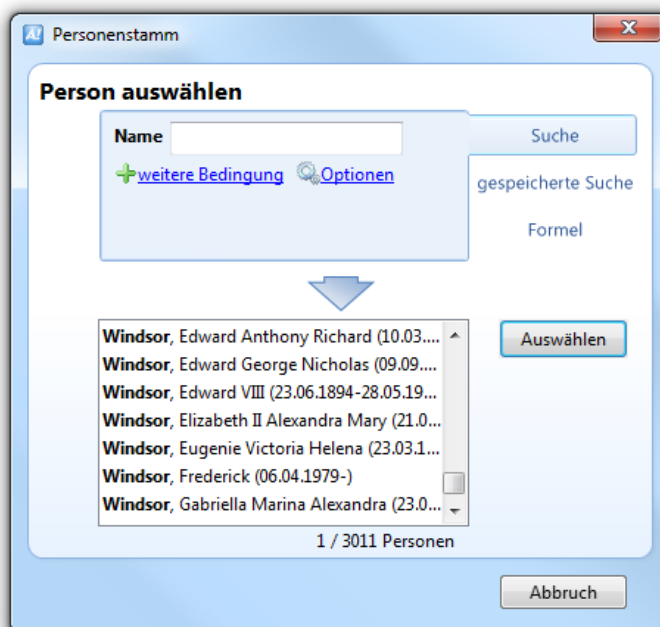 A! Personenstamm
Person auswählen
Name
weitere Bedingung Optionen
Suche
gespeicherte Suche
Formel
Windsor, Edward Anthony Richard (10.03....
Windsor, Edward George Nicholas (09.09....
Windsor, Edward VIII (23.06.1894-28.05.19...
Windsor, Elizabeth II Alexandra Mary (21.0...
Windsor, Eugenie Victoria Helena (23.03.1...
Windsor, Frederick (06.04.1979-)
Windsor, Gabriella Marina Alexandra (23.0...
Auswählen
1 / 3011 Personen
Abbruch